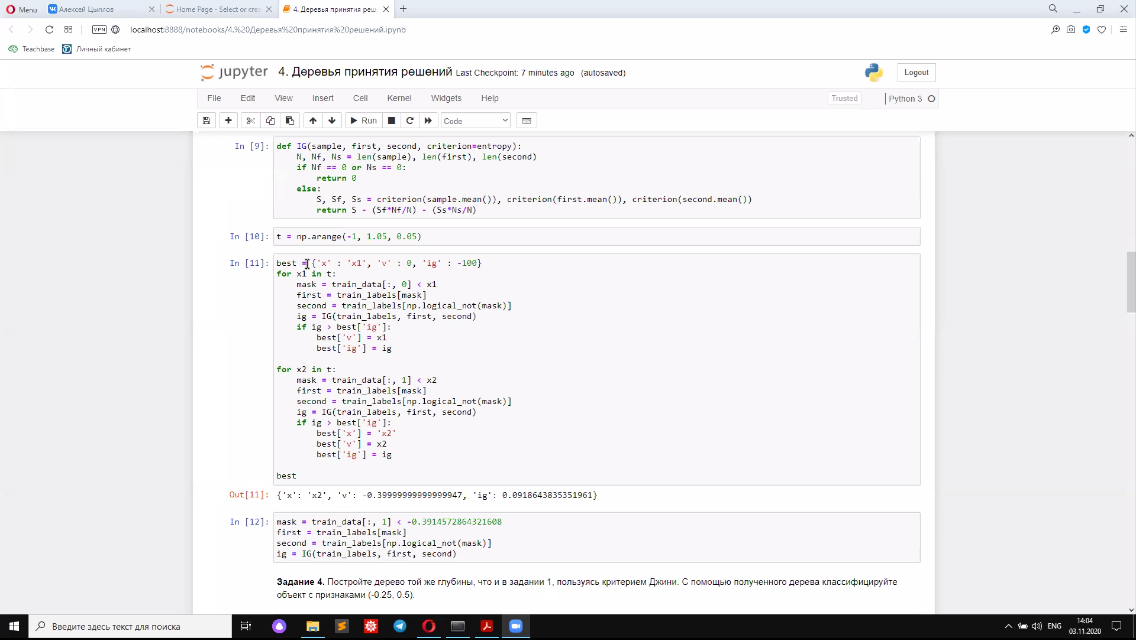 Menu
Алексей Цыплов
Home Page - Select or cre
4. Деревья принятия реше
VPN
localhost:8888/notebooks/4.%20Деревья%20принятия%20решений.ipynb
Teachbase
Личный кабинет
jupyter 4. Деревья принятия решений Last Checkpoint: 7 minutes ago (autosaved)
Logout
File Edit View Insert Cell Kernel Widgets Help
Trusted
Python 3
Run
Code
In [9]: def IG(sample, first, second, criterion=entropy):
N, Nf, Ns = len(sample), len(first), len(second)
if Nf == 0 or Ns == 0:
return 0
else:
S, Sf, Ss = criterion(sample.mean()), criterion(first.mean()), criterion(second.mean())
return S - (Sf*Nf/N) - (Ss*Ns/N)
In [10]: t = np.arange(-1, 1.05, 0.05)
In [11]: best = {'x' : 'x1', 'v' : 0, 'ig' : -100}
for x1 in t:
mask = train_data[:, 0] < x1
first = train_labels[mask]
second = train_labels[np.logical_not(mask)]
ig = IG(train_labels, first, second)
if ig > best['ig']:
best['v'] = x1
best['ig'] = ig
for x2 in t:
mask = train_data[:, 1] < x2
first = train_labels[mask]
second = train_labels[np.logical_not(mask)]
ig = IG(train_labels, first, second)
if ig > best['ig']:
best['x'] = 'x2'
best['v'] = x2
best['ig'] = ig
best
Out[11]: {'x': 'x2', 'v': -0.39999999999999947, 'ig': 0.0918643835351961}
In [12]: mask = train_data[:, 1] < -0.3914572864321608
first = train_labels[mask]
second = train_labels[np.logical_not(mask)]
ig = IG(train_labels, first, second)
Задание 4. Постройте дерево той же глубины, что и в задании 1, пользуясь критерием Джини. С помощью полученного дерева классифицируйте
объект с признаками (-0.25, 0.5).
Введите здесь текст для поиска
ENG
14:04
03.11.2020